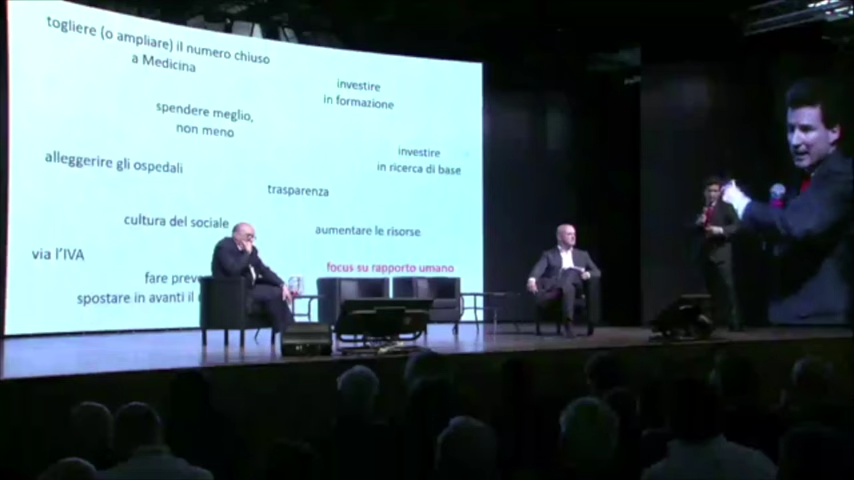 togliere (o ampliare) il numero chiuso
a Medicina
investire
in formazione
spendere meglio,
non meno
investire
in ricerca di base
alleggerire gli ospedali
trasparenza
cultura del sociale
aumentare le risorse
via l'IVA
focus su rapporto umano
fare
spostare in avanti il